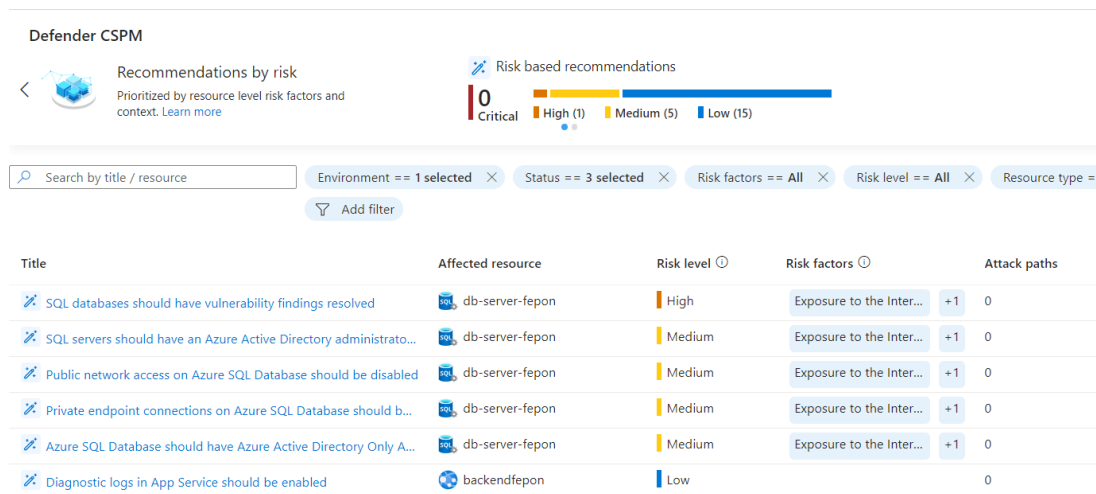 Defender CSPM
Recommendations by risk
Prioritized by resource level risk factors and
context. Learn more
Risk based recommendations
0
Critical
High (1)
Medium (5)
Low (15)
Search by title / resource
Environment == 1 selected
Status == 3 selected
Risk factors == All
Risk level == All
Resource type =
Add filter
Title Affected resource Risk level Risk factors Attack paths
SQL databases should have vulnerability findings resolved db-server-fepon High Exposure to the Inter... +1 0
SQL servers should have an Azure Active Directory administrato... db-server-fepon Medium Exposure to the Inter... +1 0
Public network access on Azure SQL Database should be disabled db-server-fepon Medium Exposure to the Inter... +1 0
Private endpoint connections on Azure SQL Database should b... db-server-fepon Medium Exposure to the Inter... +1 0
Azure SQL Database should have Azure Active Directory Only A... db-server-fepon Medium Exposure to the Inter... +1 0
Diagnostic logs in App Service should be enabled backendfepon Low 0